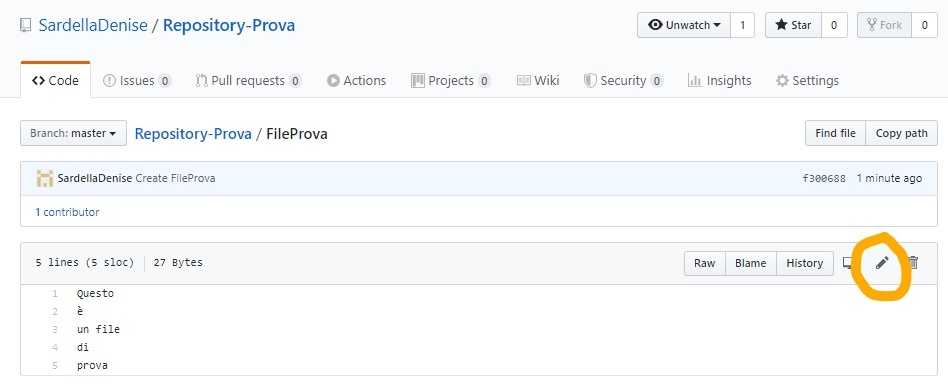 SardellaDenise / Repository-Prova
Unwatch 1 Star 0 Fork 0
Code Issues 0 Pull requests 0 Actions Projects 0 Wiki Security 0 Insights Settings
Branch: master Repository-Prova / FileProva Find file Copy path
SardellaDenise Create FileProva f300688 1 minute ago
1 contributor
5 lines (5 sloc) 27 Bytes Raw Blame History
1 Questo
2 è
3 un file
4 di
5 prova